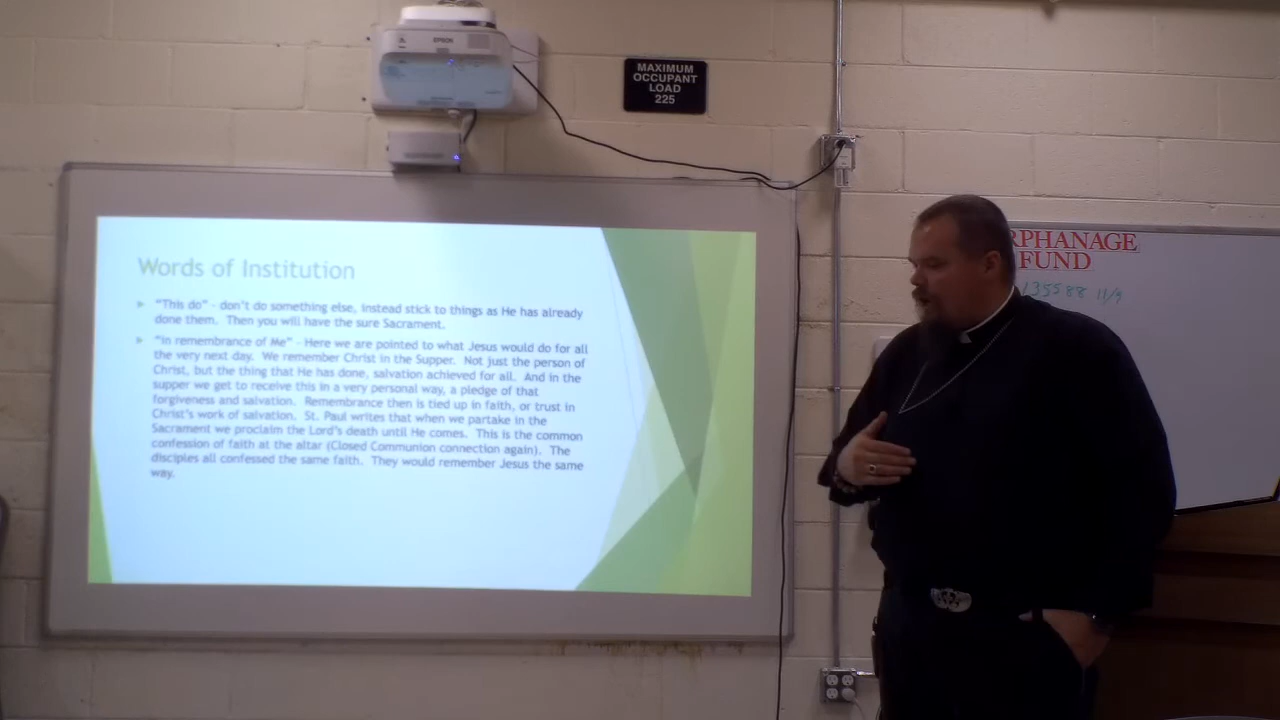 EPSON
MAXIMUM
OCCUPANT
LOAD
225
RPHANAGE
FUND
135588 11/9
Words of Institution
"This do" - don't do something else, instead stick to things as He has already
done them. Then you will have the sure Sacrament.
"in remembrance of Me" - Here we are pointed to what Jesus would do for all
the very next day. We remember Christ in the Supper. Not just the person of
Christ, but the thing that He has done, salvation achieved for all. And in the
supper we get to receive this in a very personal way, a pledge of that
forgiveness and salvation. Remembrance then is tied up in faith, or trust in
Christ's work of salvation. St. Paul writes that when we partake in the
Sacrament we proclaim the Lord's death until He comes. This is the common
confession of faith at the altar (Closed Communion connection again). The
disciples all confessed the same faith. They would remember Jesus the same
way.